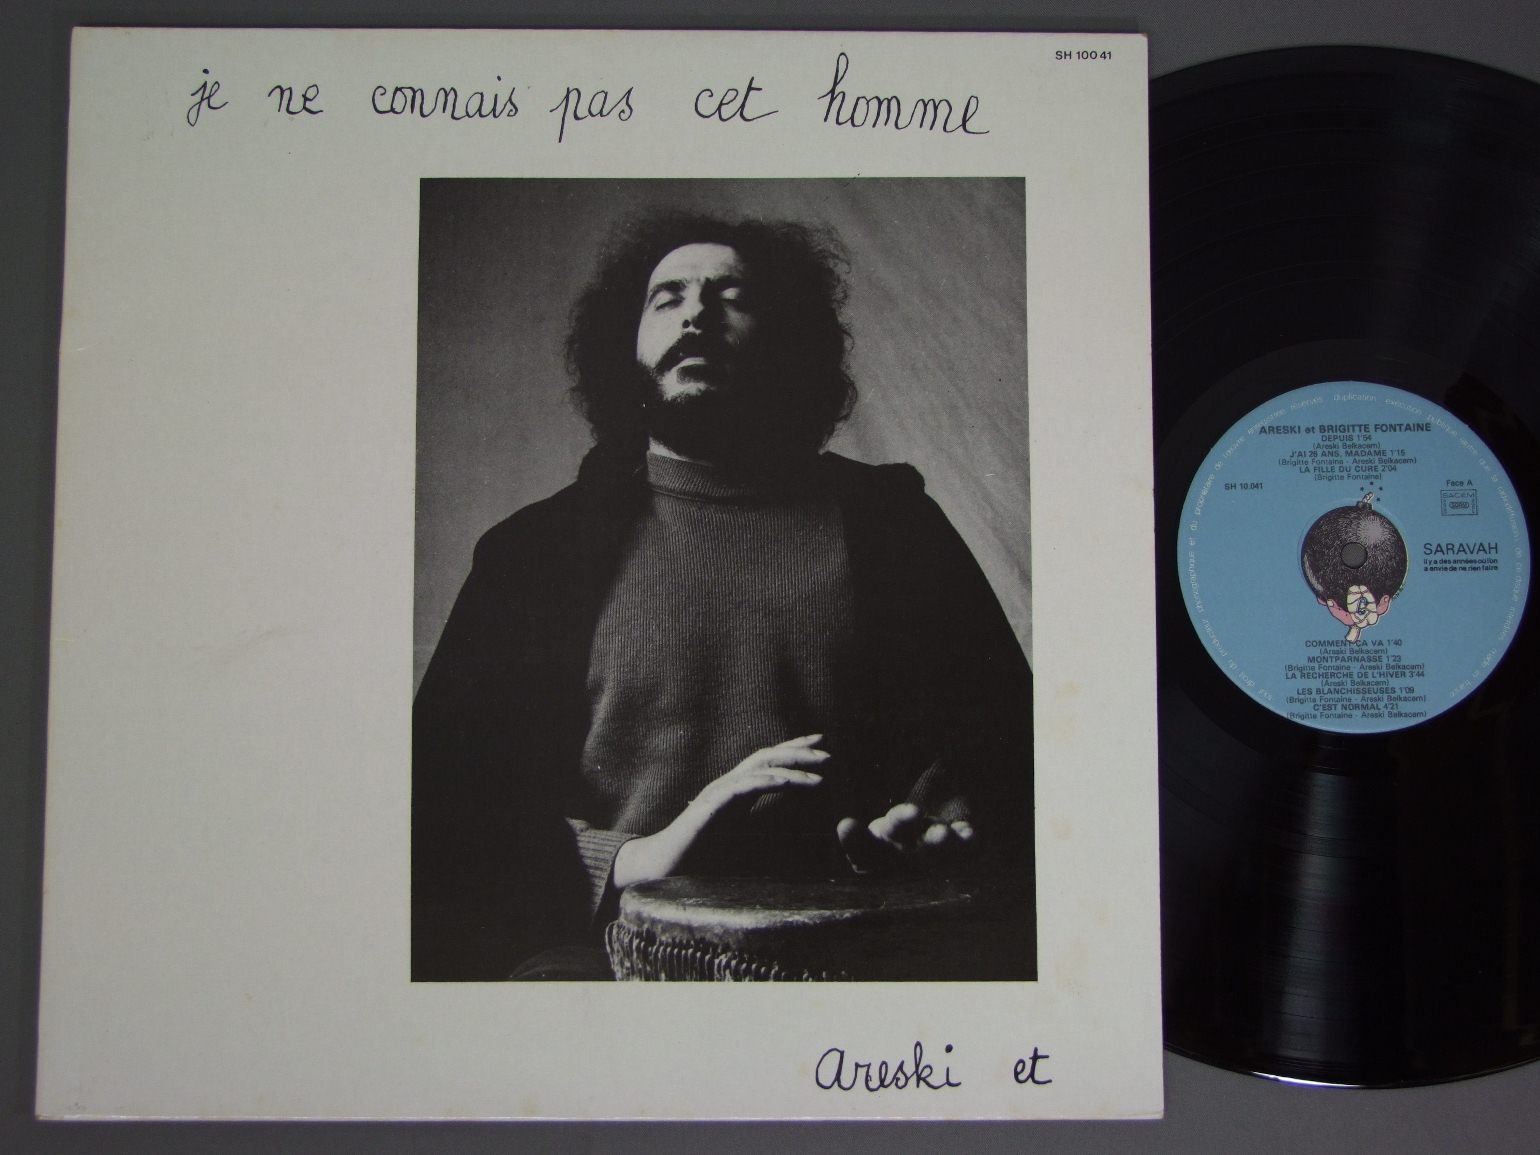 SH 10041
je ne connais pas cet homme
Areski et
ARESKI et BRIGITTE FONTAINE
DEPUIS 1'54
(Areski Belkacem)
J'AI 26 ANS, MADAME 1'15
(Brigitte Fontaine - Areski Belkacem)
LA FILLE DU CURE 2'04
(Brigitte Fontaine)
SH 10.041
Face A
SACEM
SARAVAH
il y a des années où l'on
a envie de ne rien faire
COMMENT ÇA VA 1'40
(Areski Belkacem)
MONTPARNASSE 1'23
(Brigitte Fontaine - Areski Belkacem)
LA RECHERCHE DE L'HIVER 3'44
(Areski Belkacem)
LES BLANCHISSEUSES 1'09
(Brigitte Fontaine - Areski Belkacem)
C'EST NORMAL 4'21
(Brigitte Fontaine - Areski Belkacem)